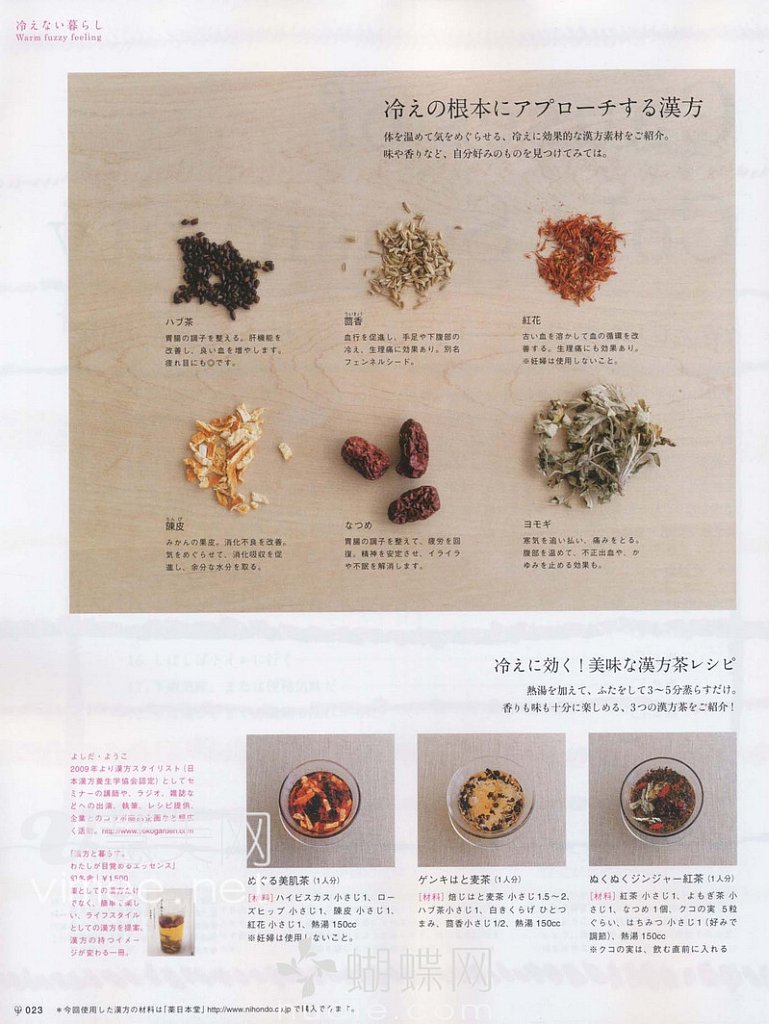 冷えない暮らし
Warm fuzzy feeling
冷えの根本にアプローチする漢方
体を温めて気をめぐらせる、冷えに効果的な漢方素材をご紹介。
味や香りなど、自分好みのものを見つけてみては。
ハブ茶
胃腸の調子を整える。肝機能を
改善し、良い血を増やします。
疲れ目にも◎です。
ういきょう
茴香
血行を促進し、手足や下腹部の
冷え、生理痛に効果あり。別名
フェンネルシード。
紅花
古い血を溶かして血の循環を改
善する。生理痛にも効果あり。
※妊婦は使用しないこと。
ちんぴ
陳皮
みかんの果皮。消化不良を改善。
気をめぐらせて、消化吸収を促
進し、余分な水分を取る。
なつめ
胃腸の調子を整えて、疲労を回
復。精神を安定させ、イライラ
や不眠を解消します。
ヨモギ
寒気を追い払い、痛みをとる。
腹部を温めて、不正出血や、か
ゆみを止める効果も。
冷えに効く！美味な漢方茶レシピ
熱湯を加えて、ふたをして3〜5分蒸らすだけ。
香りも味も十分に楽しめる、3つの漢方茶をご紹介！
よしだ・ようこ
2009年より漢方スタイリスト（日
本漢方養生学協会認定）としてセ
ミナーの講師や、ラジオ、雑誌な
どへの出演、執筆、レシピ提供、
企業とのコラボ商品企画など幅広
く活動。http://www.yokogarden.com
「漢方と暮らす。
わたしが目覚めるエッセンス」
¥1,500
薬としての漢方だけ
でなく、簡単で楽し
い、ライフスタイル
としての漢方を提案。
漢方の持つイメー
ジが変わる一冊。
めぐる美肌茶（1人分）
[材料] ハイビスカス 小さじ1、ロー
ズヒップ 小さじ1、陳皮 小さじ1、
紅花 小さじ1、熱湯 150cc
※妊婦は使用しないこと。
ゲンキはと麦茶（1人分）
[材料] 焙じはと麦茶 小さじ1.5〜2、
ハブ茶小さじ1、白きくらげ ひとつ
まみ、茴香小さじ1/2、熱湯 150cc
ぬくぬくジンジャー紅茶（1人分）
[材料] 紅茶 小さじ1、よもぎ茶 小
さじ1、なつめ 1個、クコの実 5粒
ぐらい、はちみつ 小さじ1（好みで
調節）、熱湯 150cc
※クコの実は、飲む直前に入れる
023
＊今回使用した漢方の材料は「薬日本堂」http://www.nihondo.co.jp で購入できます。
蝴蝶网